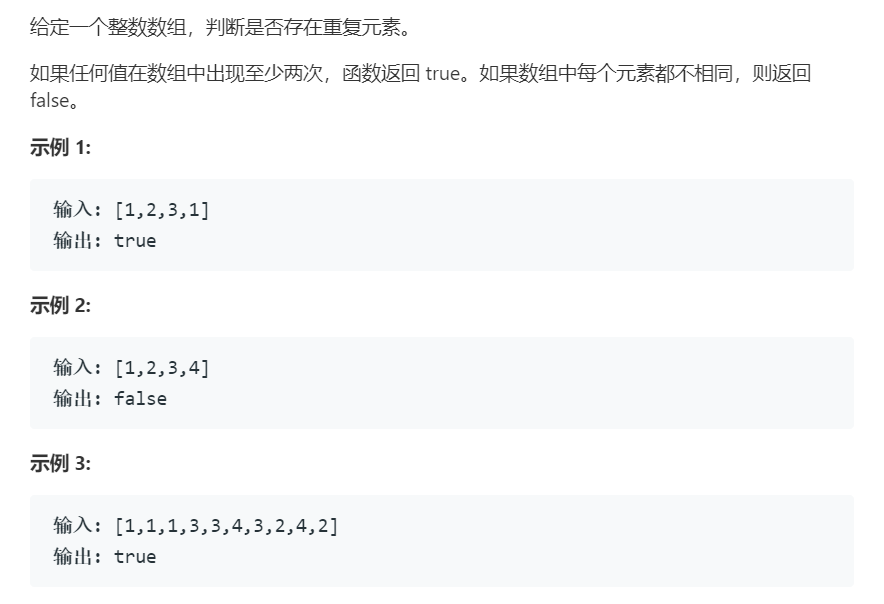 给定一个整数数组，判断是否存在重复元素。
如果任何值在数组中出现至少两次，函数返回 true。如果数组中每个元素都不相同，则返回
false。
示例 1:
输入: [1,2,3,1]
输出: true
示例 2:
输入: [1,2,3,4]
输出: false
示例 3:
输入: [1,1,1,3,3,4,3,2,4,2]
输出: true